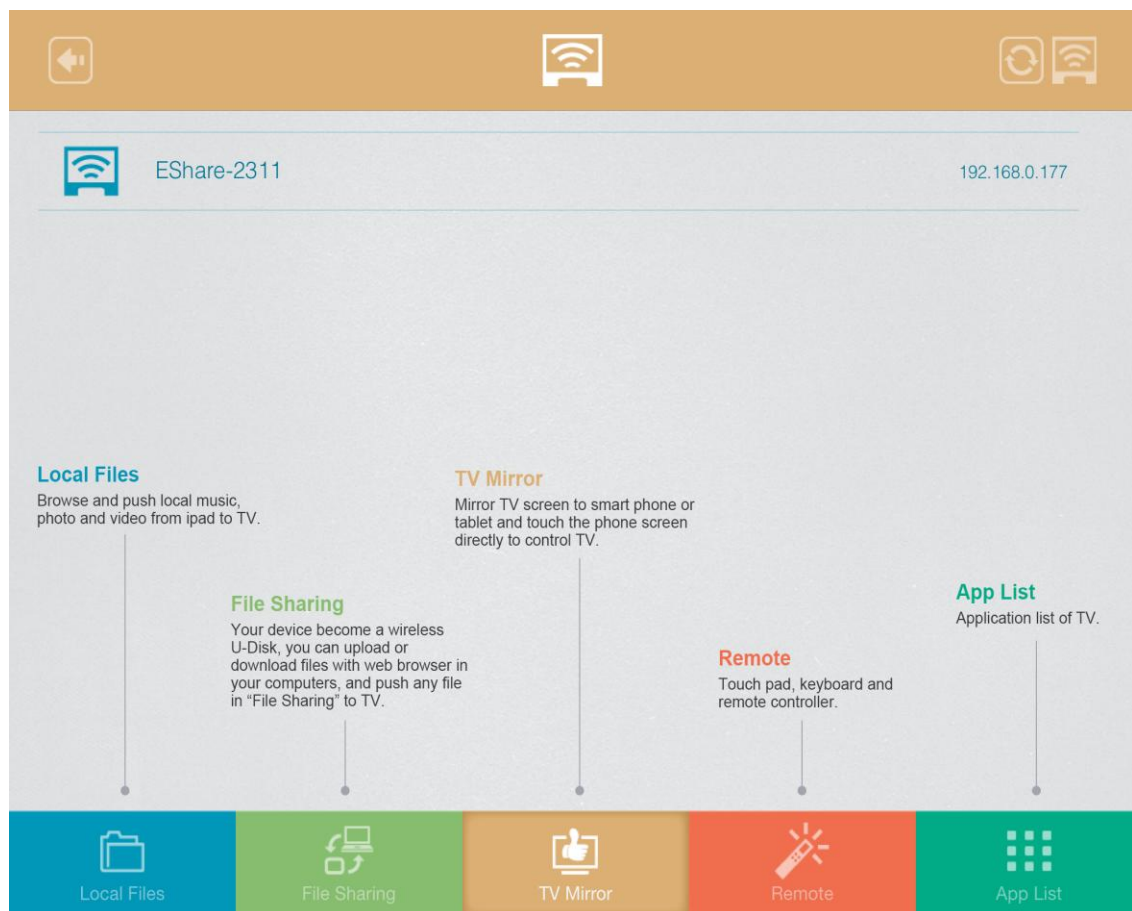 EShare-2311
192.168.0.177
Local Files
Browse and push local music,
photo and video from ipad to TV.
TV Mirror
Mirror TV screen to smart phone or
tablet and touch the phone screen
directly to control TV.
File Sharing
Your device become a wireless
U-Disk, you can upload or
download files with web browser in
your computers, and push any file
in “File Sharing” to TV.
App List
Application list of TV.
Remote
Touch pad, keyboard and
remote controller.
Local Files
File Sharing
TV Mirror
Remote
App List